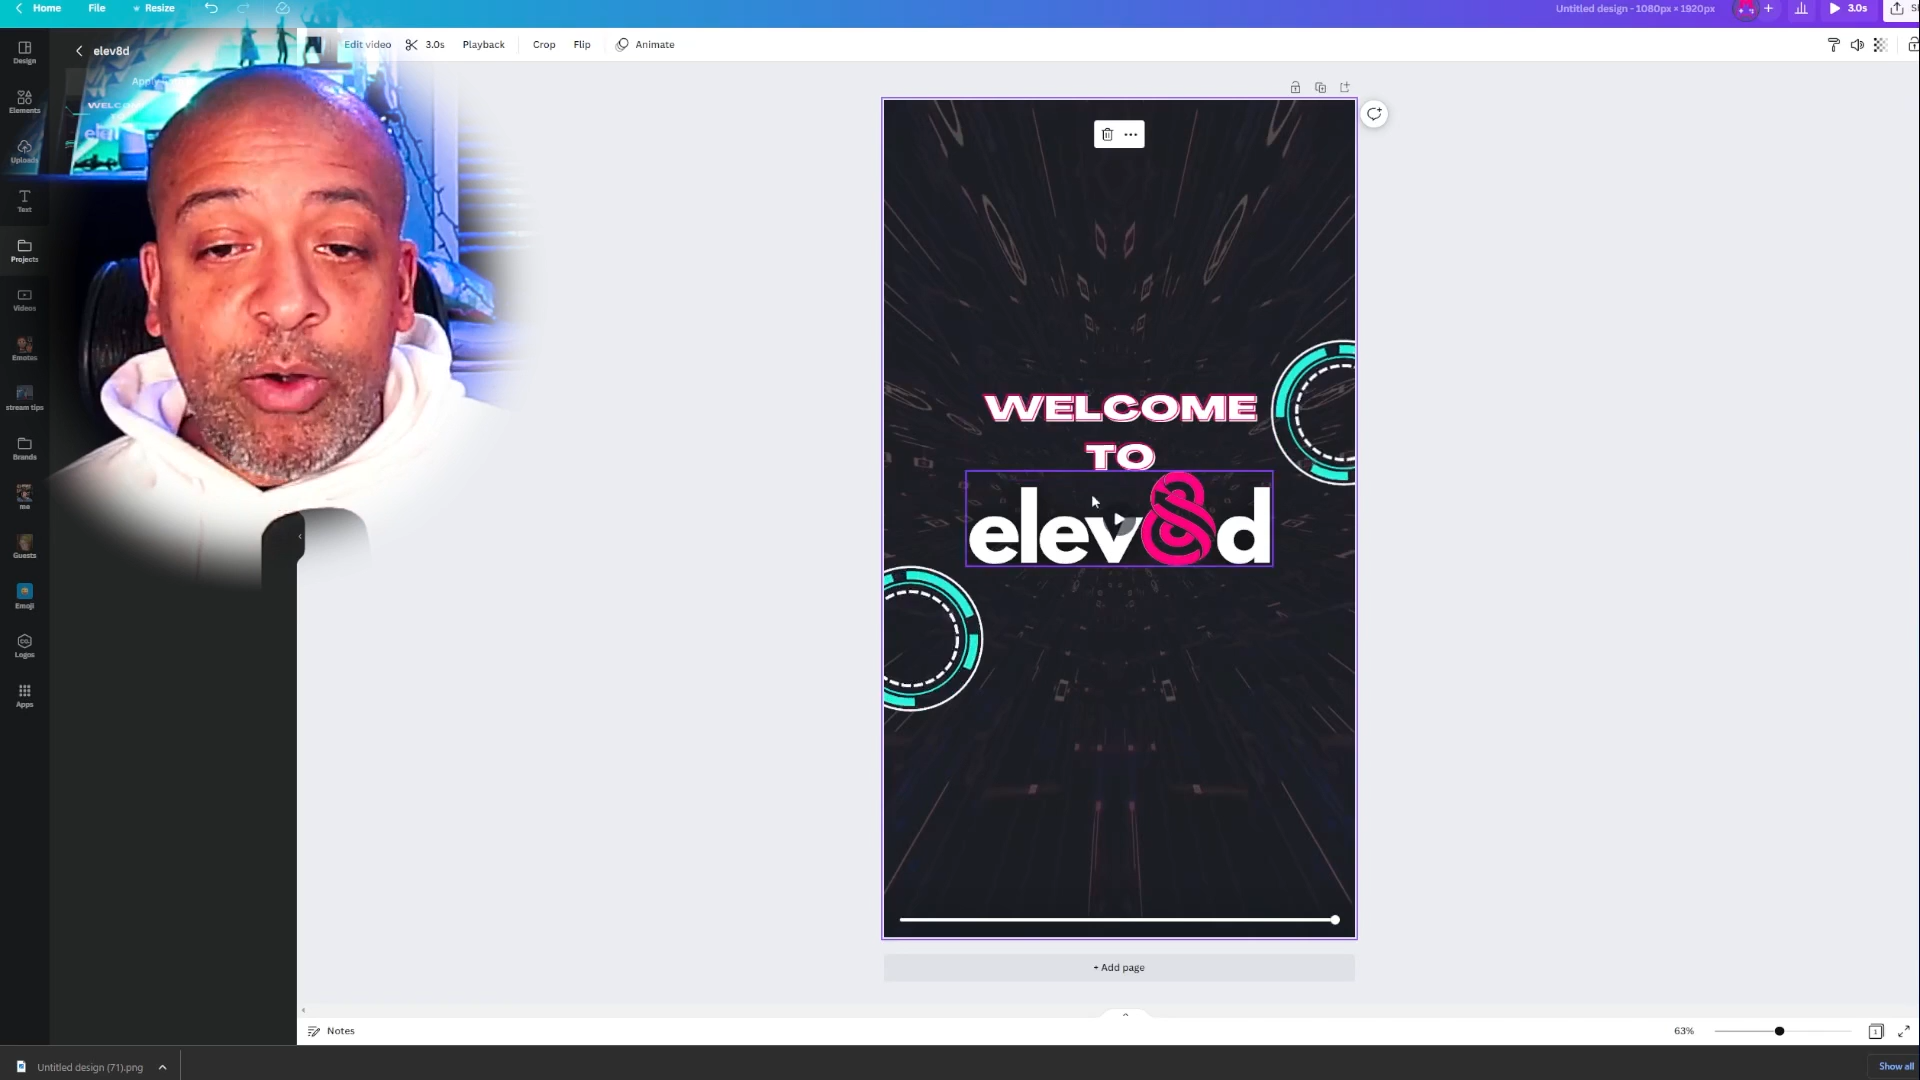 Home File Resize Untitled design - 1080px × 1920px 3.0s
elev8d Edit video 3.0s Playback Crop Flip Animate
Design
Elements
Uploads
Text
Projects
Videos
Emotes
stream tips
Brands
me
Guests
Emoji
Logos
Apps
WELCOME
TO
elev8d
+ Add page
Notes 63% 1
Untitled design (71).png Show all